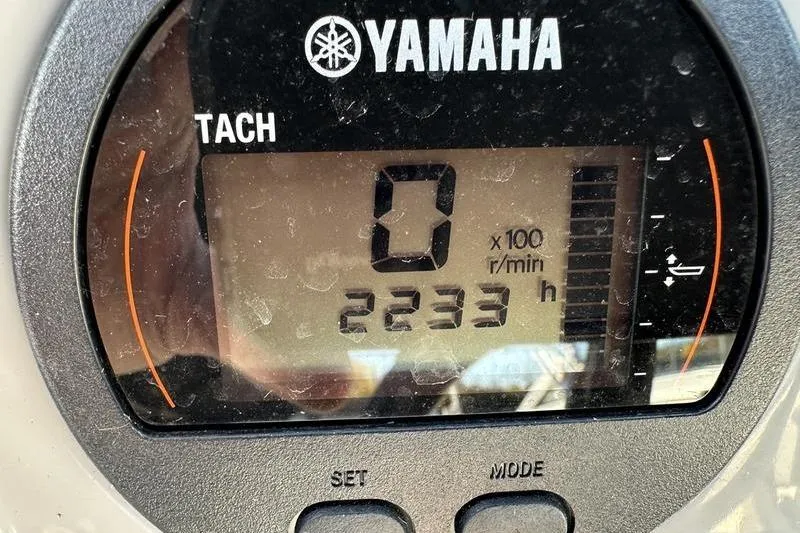 YAMAHA
TACH
0
x100
r/min
2233 h
SET
MODE